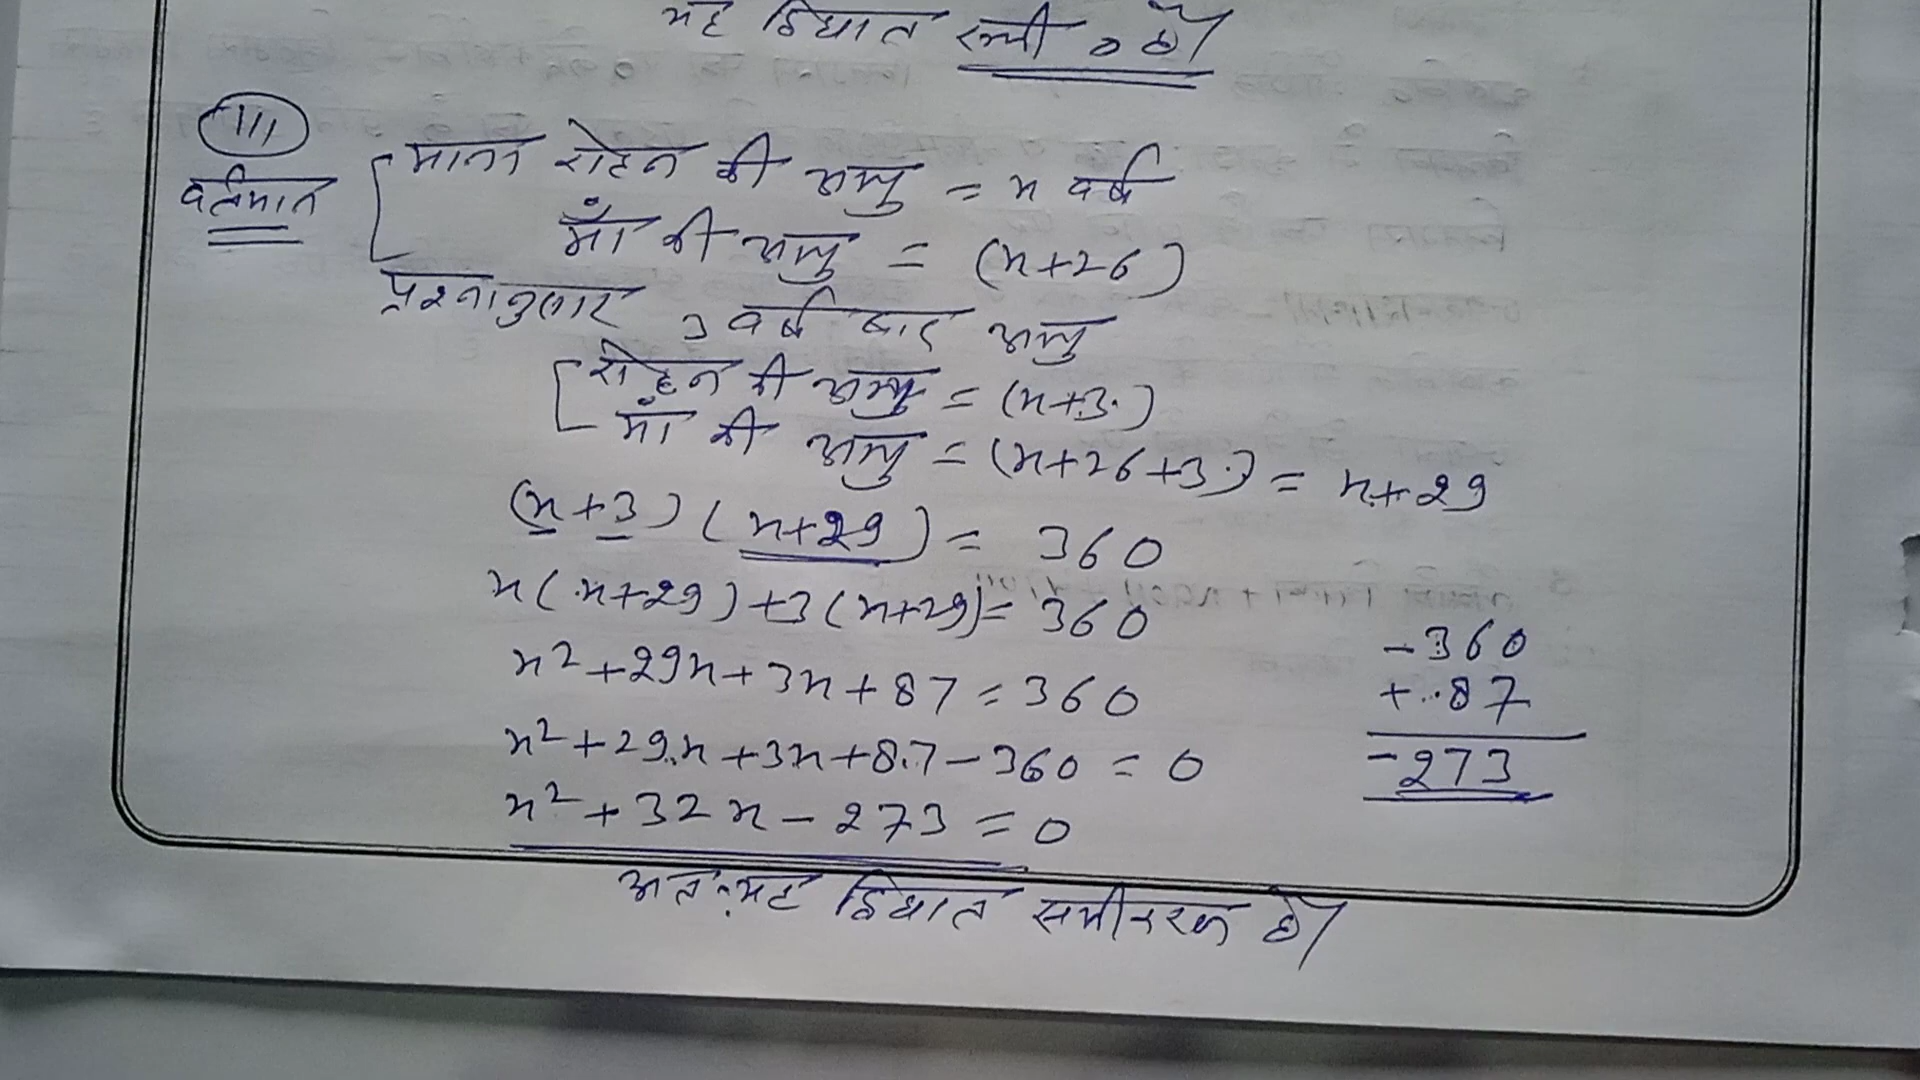 यह द्विघात समी० है।
(iii)
वर्तमान
माना रोहन की आयु = x वर्ष
माँ की आयु = (x+26)
प्रश्नानुसार 3 वर्ष बाद आयु
रोहन की आयु = (x+3)
माँ की आयु = (x+26+3) = x+29
(x+3) (x+29) = 360
x(x+29)+3(x+29)= 360
x²+29x+3x+87=360
x²+29x+3x+87-360=0
x²+32x-273=0
-360
+87
-273
अत: यह द्विघात समीकरण है।